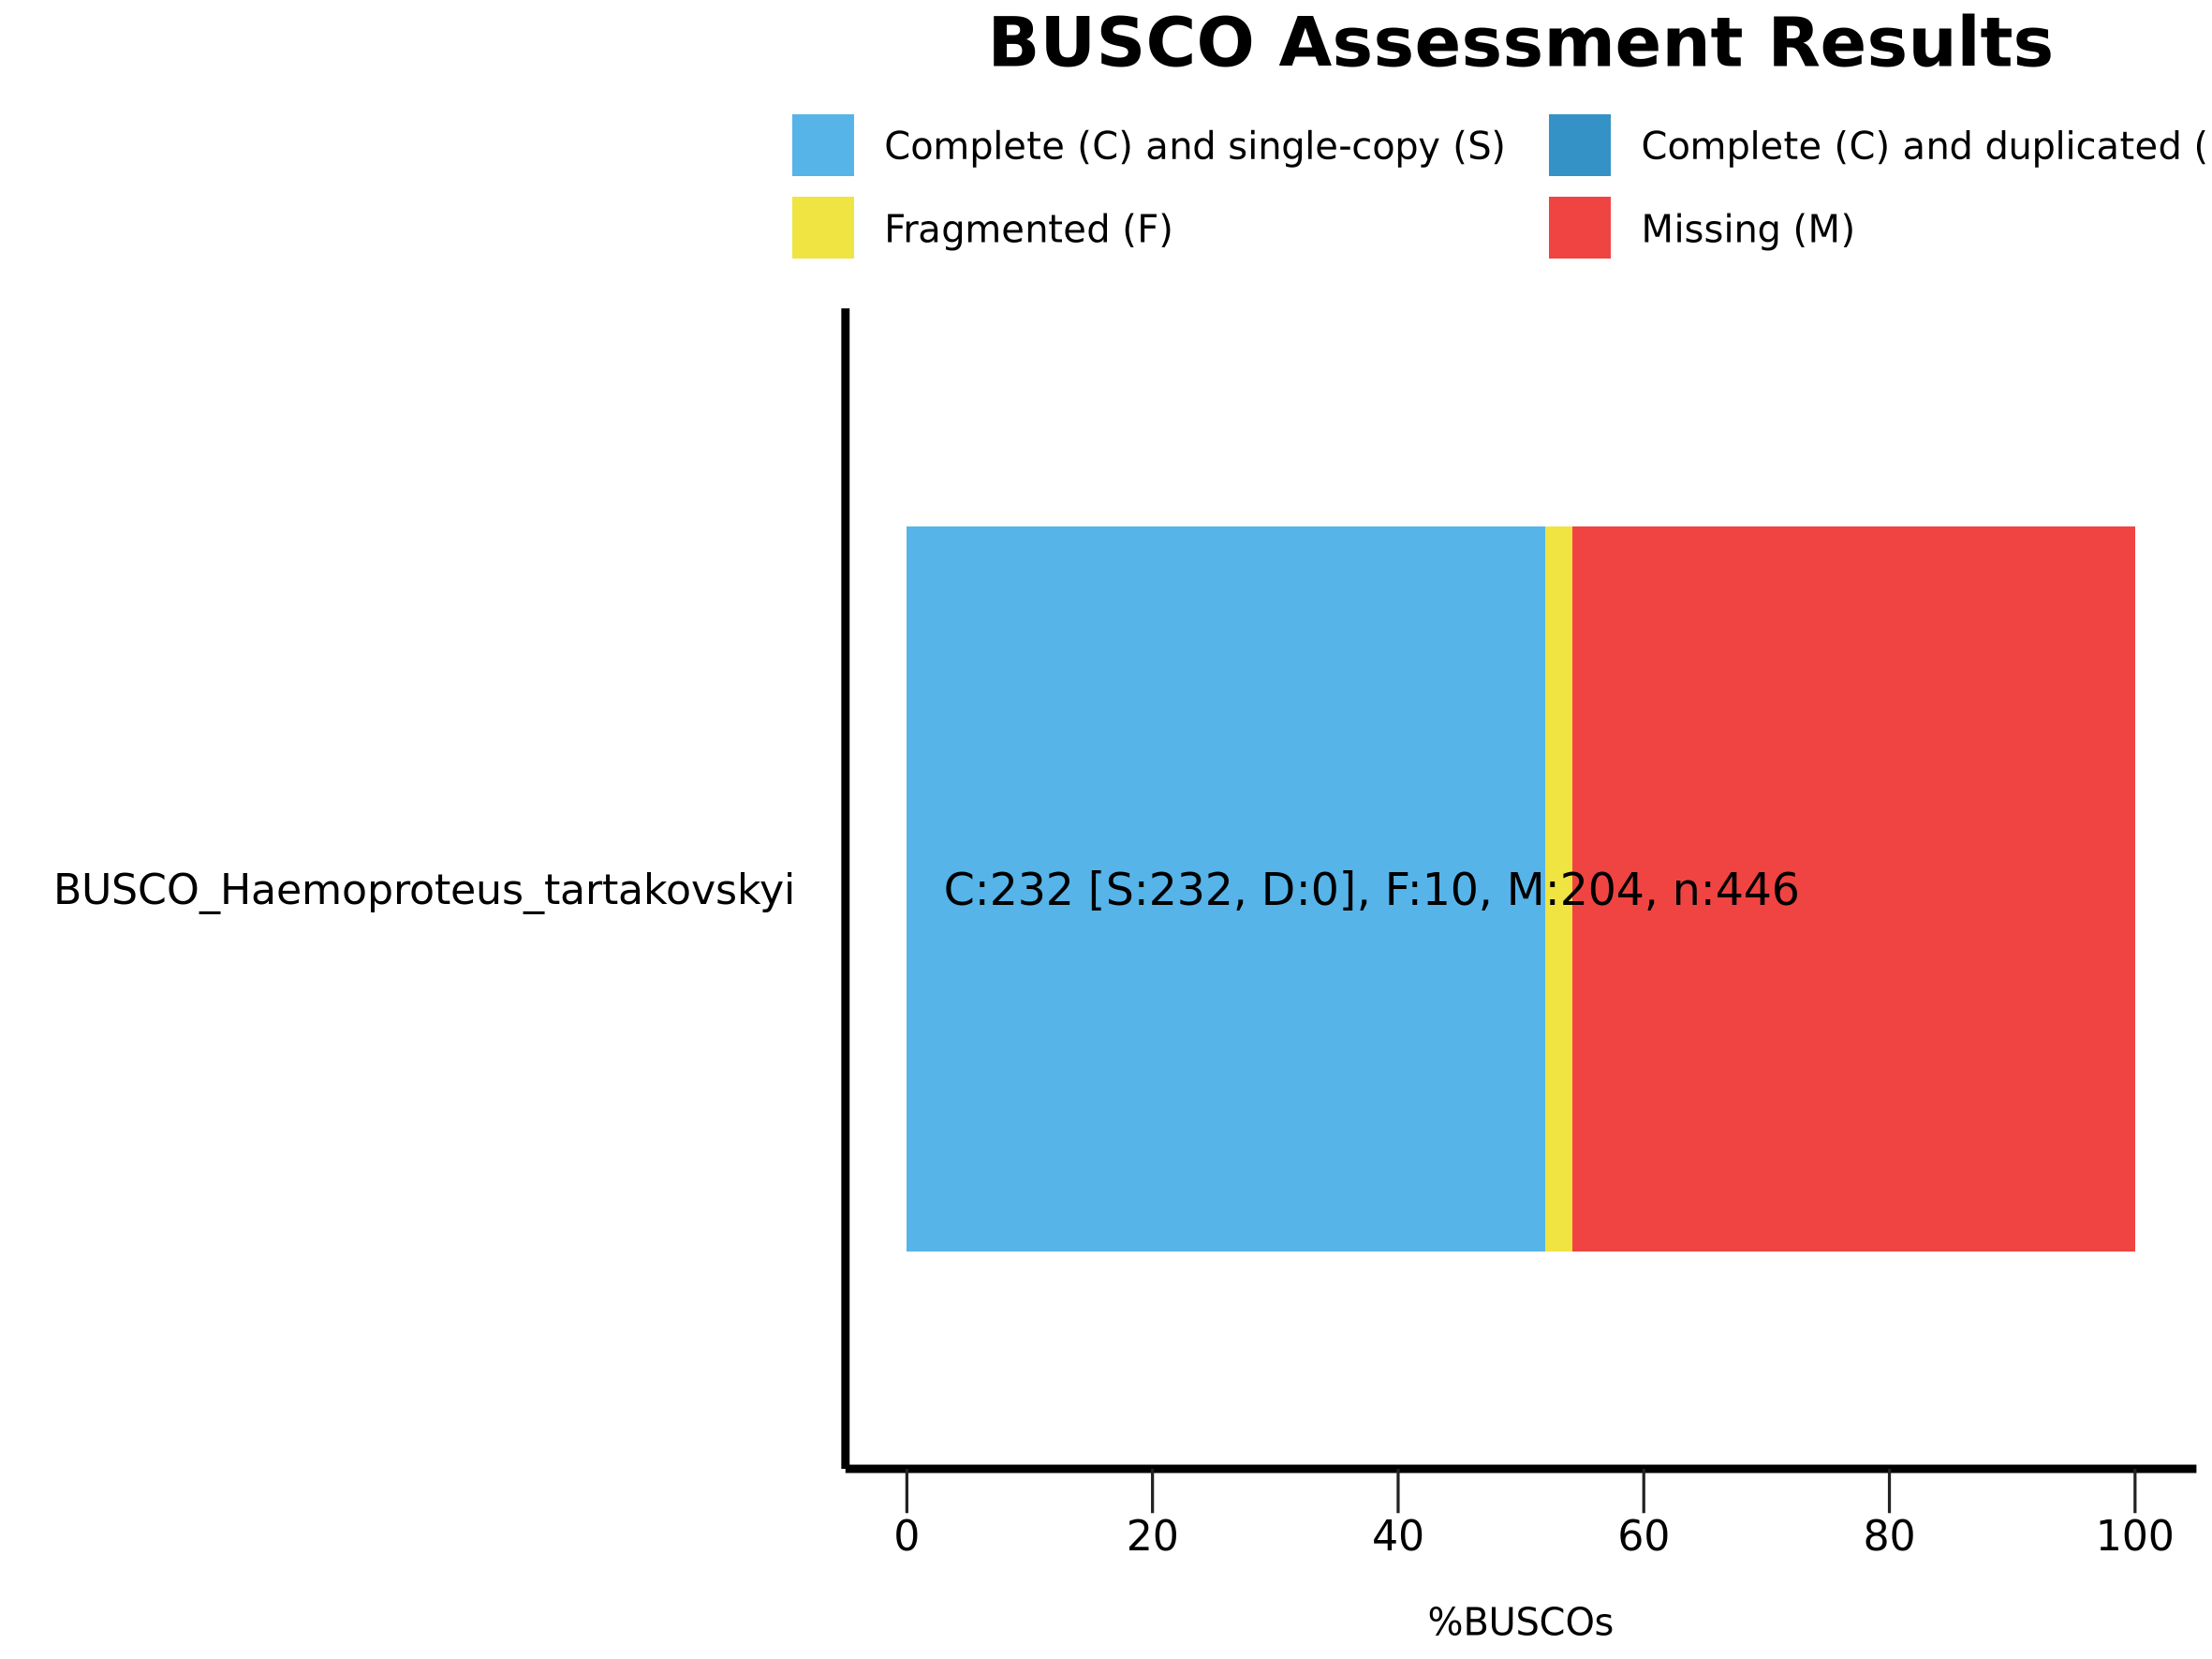 BUSCO Assessment Results
Complete (C) and single-copy (S)
Complete (C) and duplicated (
Fragmented (F)
Missing (M)
BUSCO_Haemoproteus_tartakovskyi
C:232 [S:232, D:0], F:10, M:204, n:446
0 20 40 60 80 100
%BUSCOs